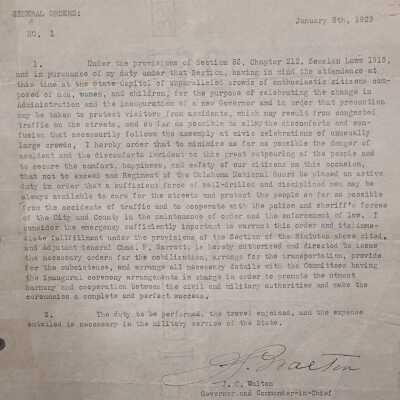 GENERAL ORDERS:
January 8th, 1923
NO. 1
1. Under the provisions of Section 55, Chapter 212, Session Laws 1915,
and in pursuance of my duty under that Section, having in mind the attendance at
this time at the State Capitol of unparalleled crowds of enthusiastic citizens com-
posed of men, women, and children, for the purpose of celebrating the change in
Administration and the inauguration of a new Governor and in order that precaution
may be taken to protect visitors from accidents, which may result from congested
traffic on the streets, and so far as possible to allay the discomforts and con-
fusion that necessarily follows the assembly at civic celebrations of unusually
large crowds, I hereby order that to minimize as far as possible the danger of
accident and the discomforts incident to this great outpouring of the people and
to secure the comfort, happiness, and safety of our citizens on this occasion,
that not to exceed one Regiment of the Oklahoma National Guard be placed on active
duty in order that a sufficient force of well-drilled and disciplined men may be
always available to care for the streets and protect the people so far as possible
from the accidents of traffic and to cooperate with the police and sheriff's forces
of the City and County in the maintenance of order and the enforcement of law. I
consider the emergency sufficiently important to warrant this order and its imme-
diate fulfillment under the provisions of the Section of the Statutes above cited,
and Adjutant General Chas. F. Barrett, is hereby authorized and directed to issue
the necessary orders for the mobilization, arrange for the transportation, provide
for the subsistence, and arrange all necessary details with the Committee having
the inaugural ceremony arrangements in charge in order to promote the utmost
harmony and cooperation between the civil and military authorities and make the
ceremonies a complete and perfect success.
2. The duty to be performed, the travel enjoined, and the expense
entailed is necessary in the military service of the State.
J. C. Walton
Governor and Commander-in-Chief